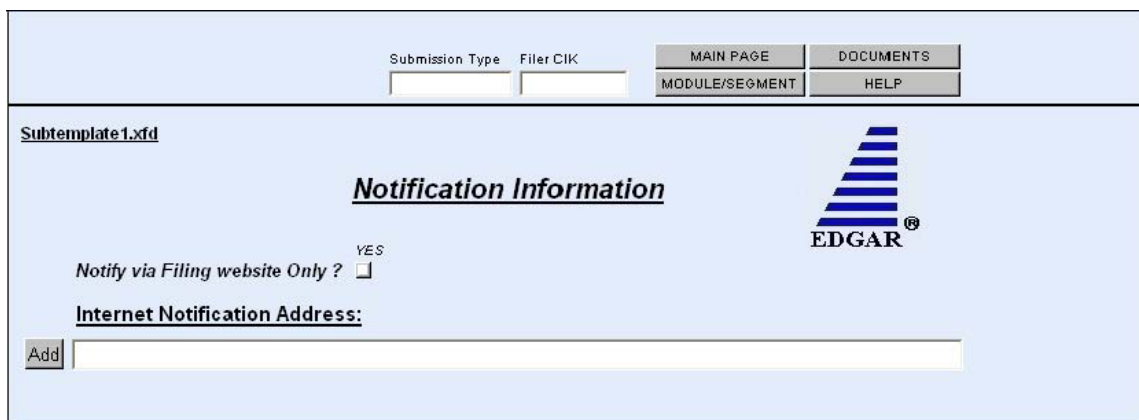 Submission Type Filer CIK
MAIN PAGE DOCUMENTS
MODULE/SEGMENT HELP
Subtemplate1.xfd
Notification Information
EDGAR®
YES
Notify via Filing website Only ?
Internet Notification Address:
Add